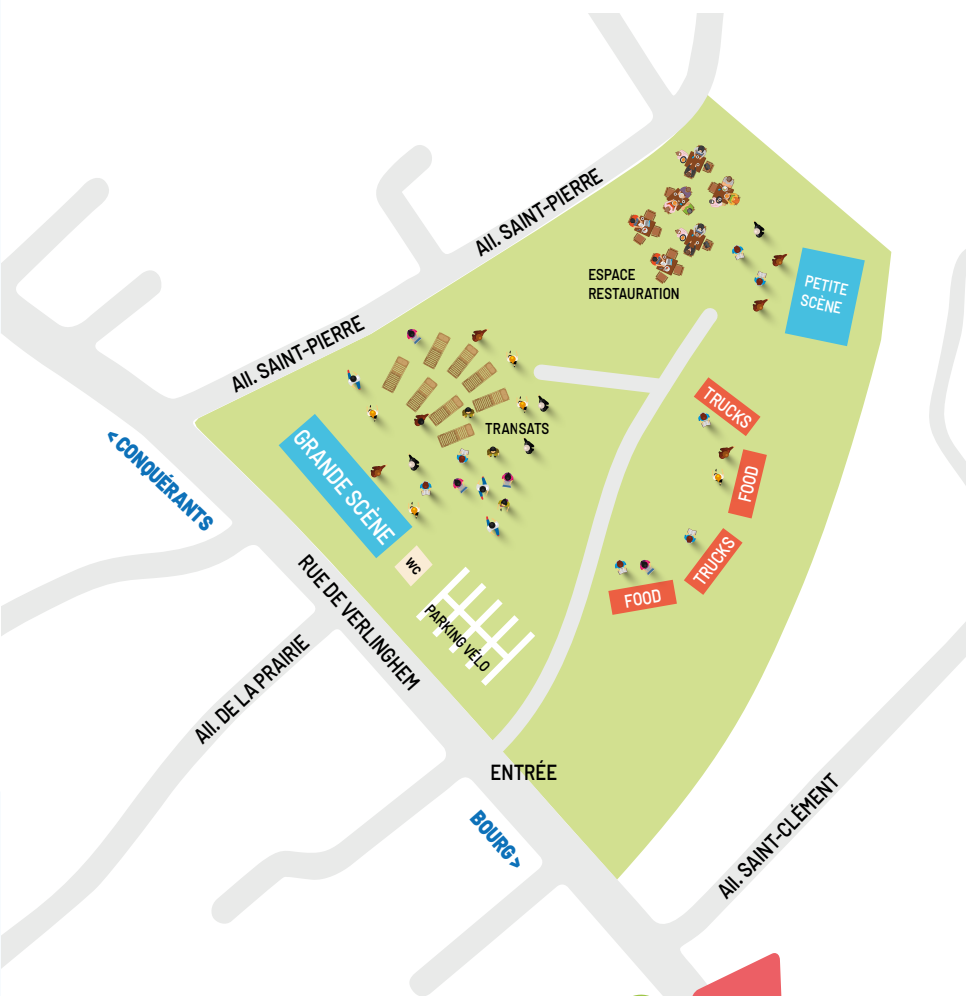 All. SAINT-PIERRE
ESPACE
RESTAURATION
PETITE
SCÈNE
All. SAINT-PIERRE
TRUCKS
TRANSATS
< CONQUÉRANTS
GRANDE SCÈNE
FOOD
WC
TRUCKS
FOOD
RUE DE VERLINGHEM
PARKING VÉLO
All. DE LA PRAIRIE
ENTRÉE
BOURG >
All. SAINT-CLÉMENT